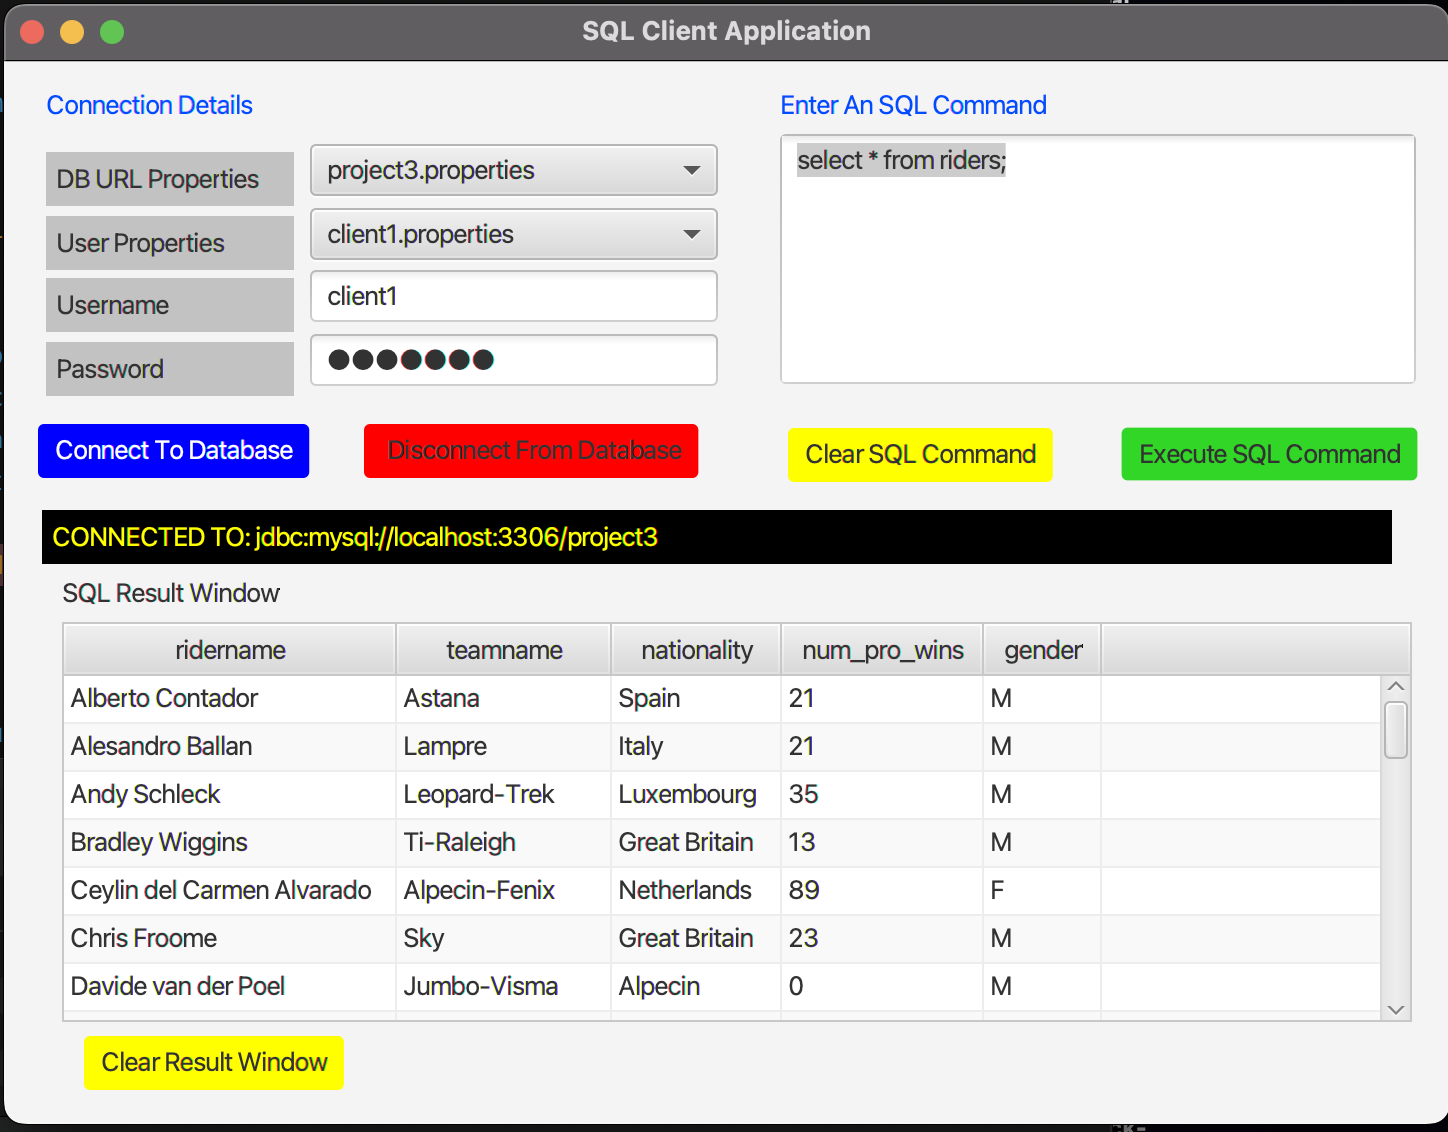 SQL Client Application
Connection Details
DB URL Properties
project3.properties
User Properties
client1.properties
Username
client1
Password
●●●●●●●
Enter An SQL Command
select * from riders;
Connect To Database
Disconnect From Database
Clear SQL Command
Execute SQL Command
CONNECTED TO: jdbc:mysql://localhost:3306/project3
SQL Result Window
ridername teamname nationality num_pro_wins gender
Alberto Contador Astana Spain 21 M
Alesandro Ballan Lampre Italy 21 M
Andy Schleck Leopard-Trek Luxembourg 35 M
Bradley Wiggins Ti-Raleigh Great Britain 13 M
Ceylin del Carmen Alvarado Alpecin-Fenix Netherlands 89 F
Chris Froome Sky Great Britain 23 M
Davide van der Poel Jumbo-Visma Alpecin 0 M
Clear Result Window